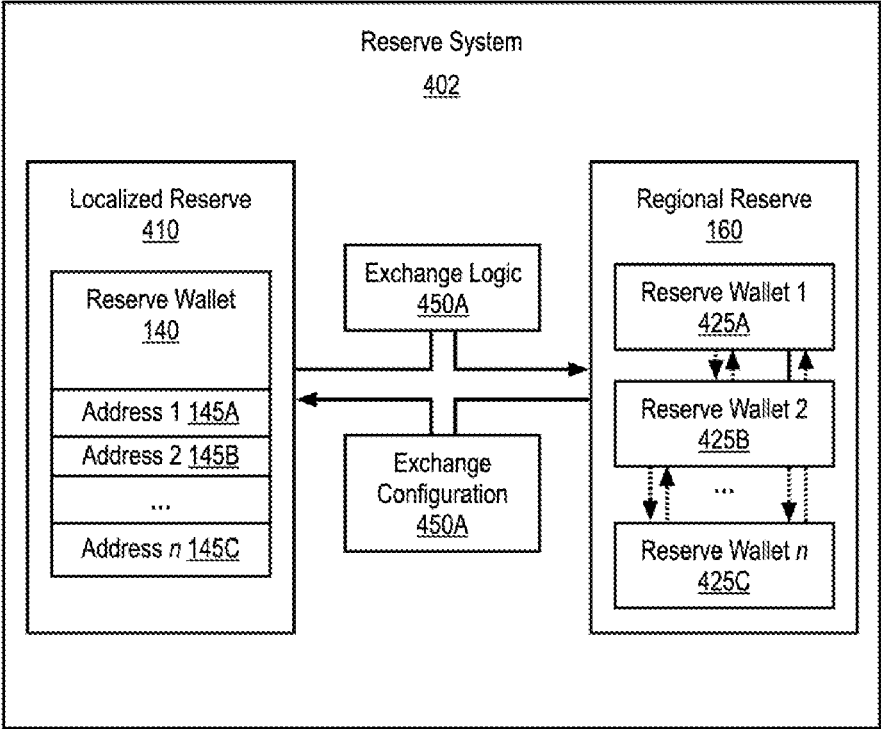 Reserve System
402
Localized Reserve
410
Reserve Wallet
140
Address 1 145A
Address 2 145B
...
Address n 145C
Exchange Logic
450A
Exchange
Configuration
450A
Regional Reserve
160
Reserve Wallet 1
425A
Reserve Wallet 2
425B
...
Reserve Wallet n
425C